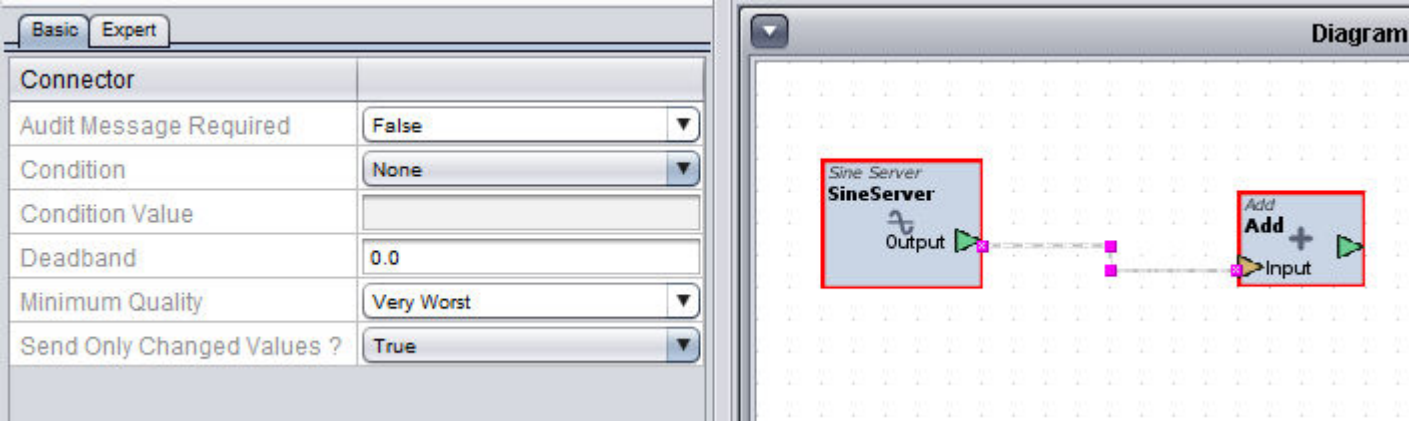 Basic Expert
Connector
Audit Message Required False
Condition None
Condition Value
Deadband 0.0
Minimum Quality Very Worst
Send Only Changed Values ? True
Diagram
Sine Server
SineServer
Output
Add
Add
Input